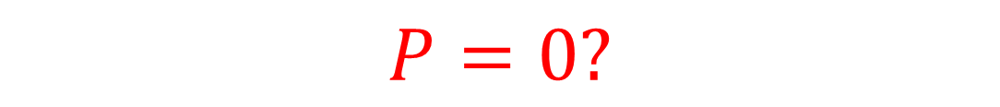 P = 0?